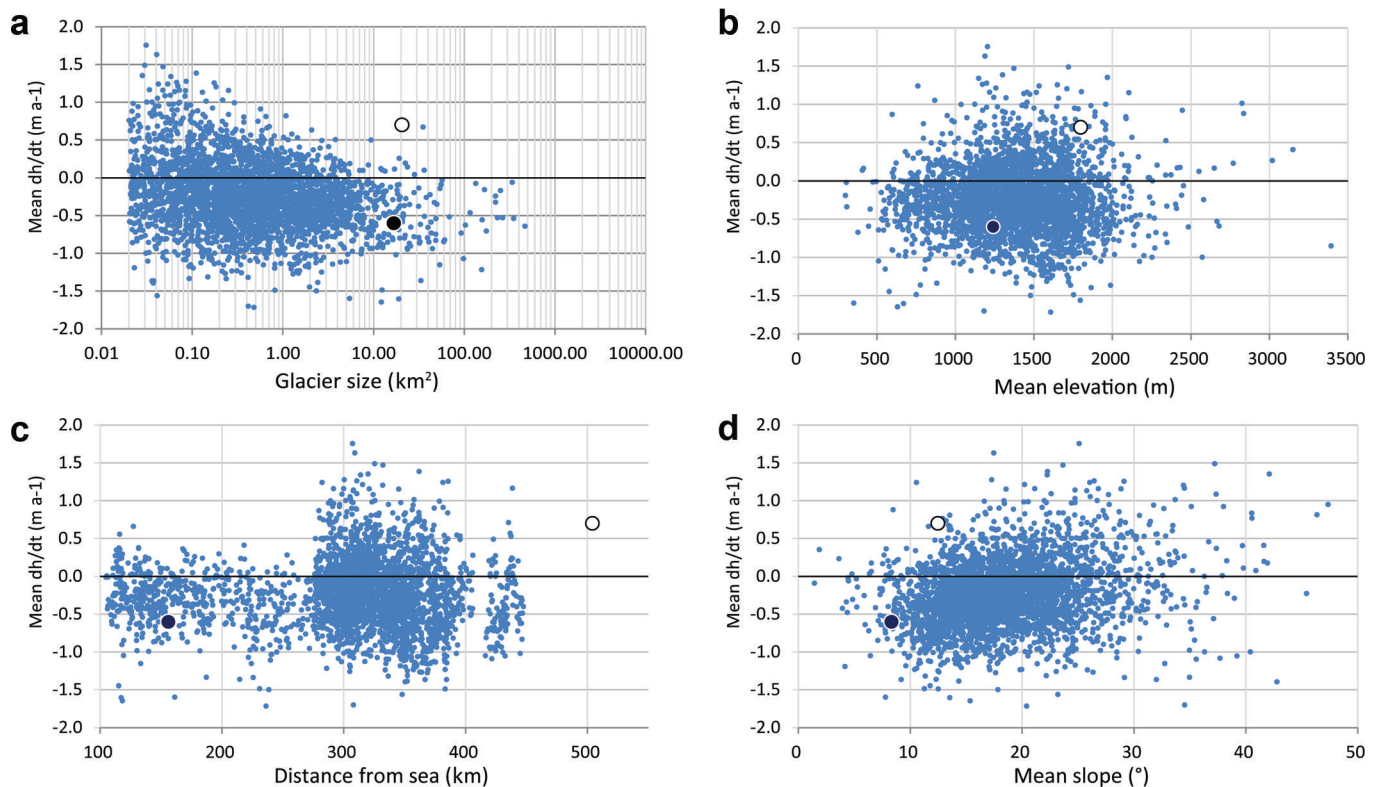 a
2.0
1.5
1.0
0.5
0.0
-0.5
-1.0
-1.5
-2.0
Mean dh/dt (m a-1)
0.01 0.10 1.00 10.00 100.00 1000.00 10000.00
Glacier size (km²)
b
2.0
1.5
1.0
0.5
0.0
-0.5
-1.0
-1.5
-2.0
Mean dh/dt (m a-1)
0 500 1000 1500 2000 2500 3000 3500
Mean elevation (m)
c
2.0
1.5
1.0
0.5
0.0
-0.5
-1.0
-1.5
-2.0
Mean dh/dt (m a-1)
100 200 300 400 500
Distance from sea (km)
d
2.0
1.5
1.0
0.5
0.0
-0.5
-1.0
-1.5
-2.0
Mean dh/dt (m a-1)
0 10 20 30 40 50
Mean slope (°)